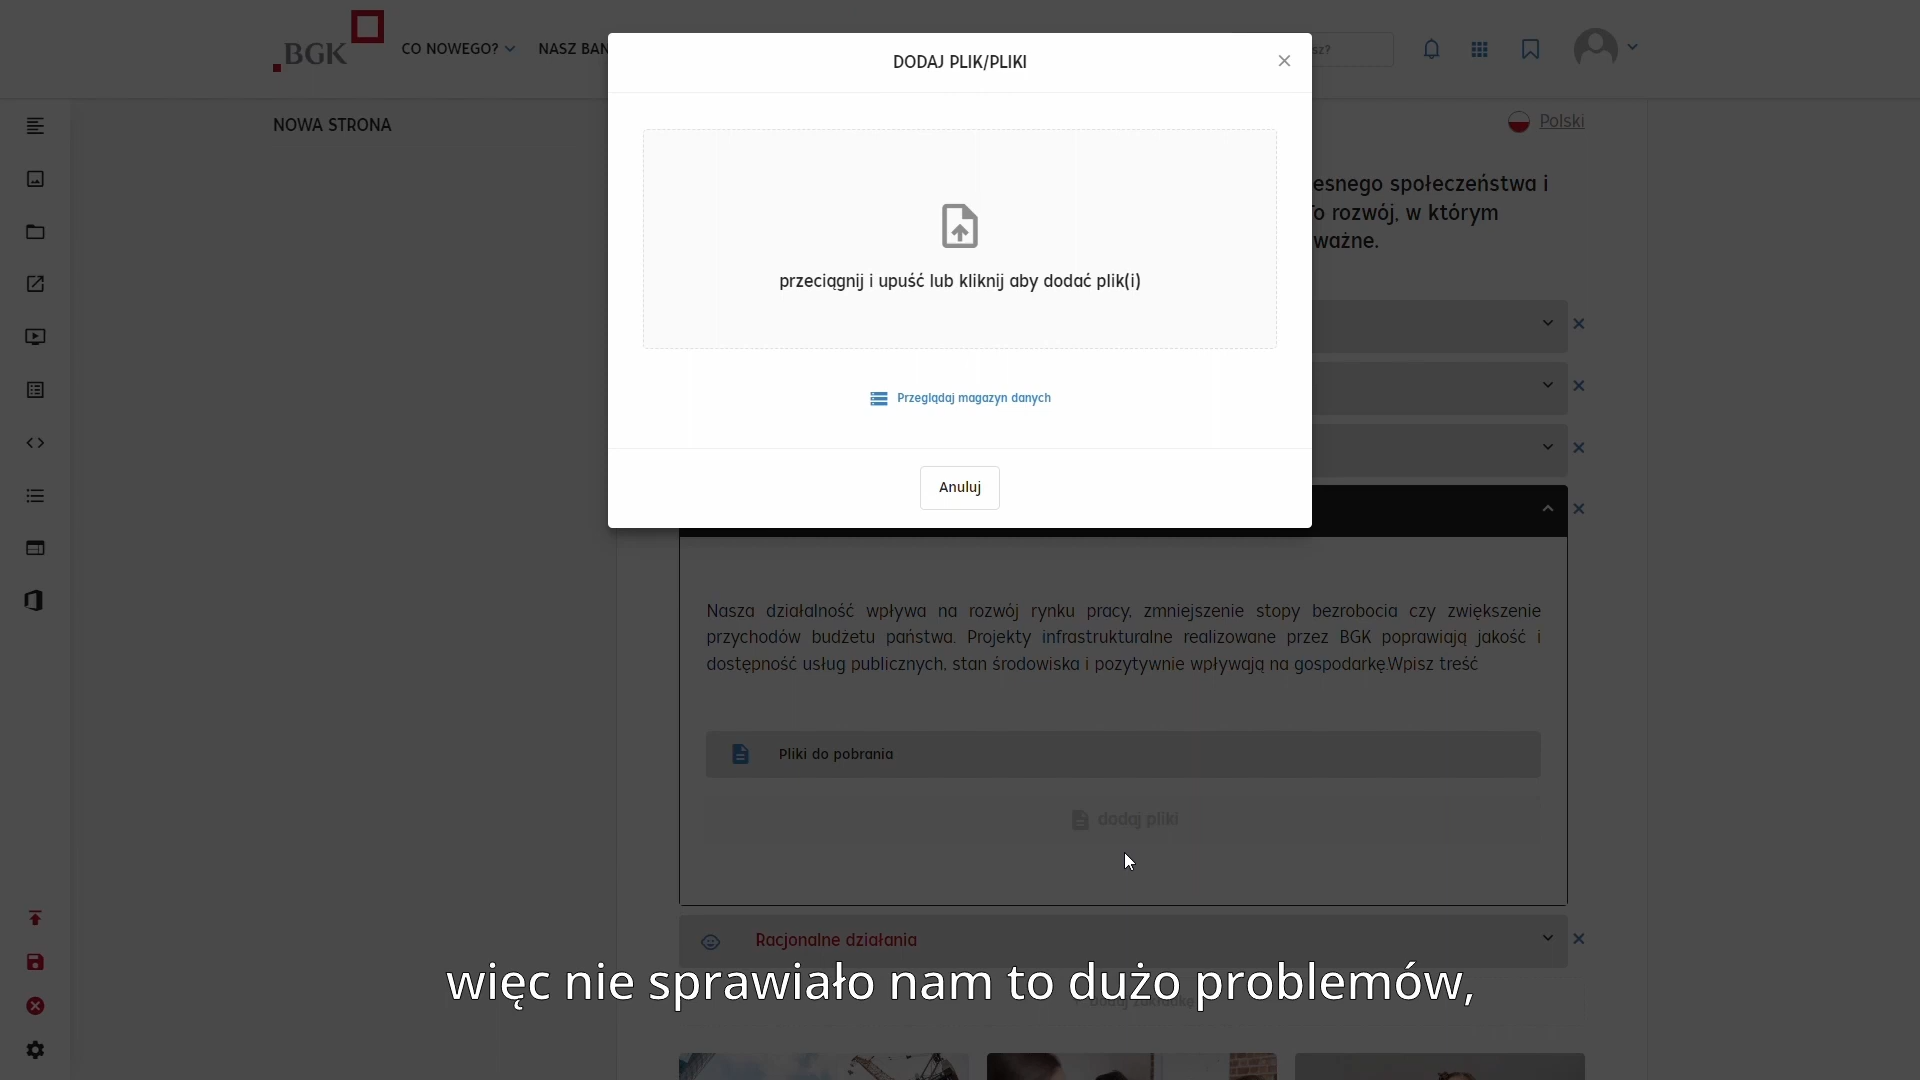 BGK
CO NOWEGO?
NASZ BAN
DODAJ PLIK/PLIKI
sz?
NOWA STRONA
Polski
esnego społeczeństwa i
o rozwój, w którym
ważne.
przeciągnij i upuść lub kliknij aby dodać plik(i)
Przeglądaj magazyn danych
Anuluj
Nasza działalność wpływa na rozwój rynku pracy, zmniejszenie stopy bezrobocia czy zwiększenie
przychodów budżetu państwa. Projekty infrastrukturalne realizowane przez BGK poprawiają jakość i
dostępność usług publicznych, stan środowiska i pozytywnie wpływają na gospodarkę.Wpisz treść
Pliki do pobrania
dodaj pliki
Racjonalne działania
więc nie sprawiało nam to dużo problemów,